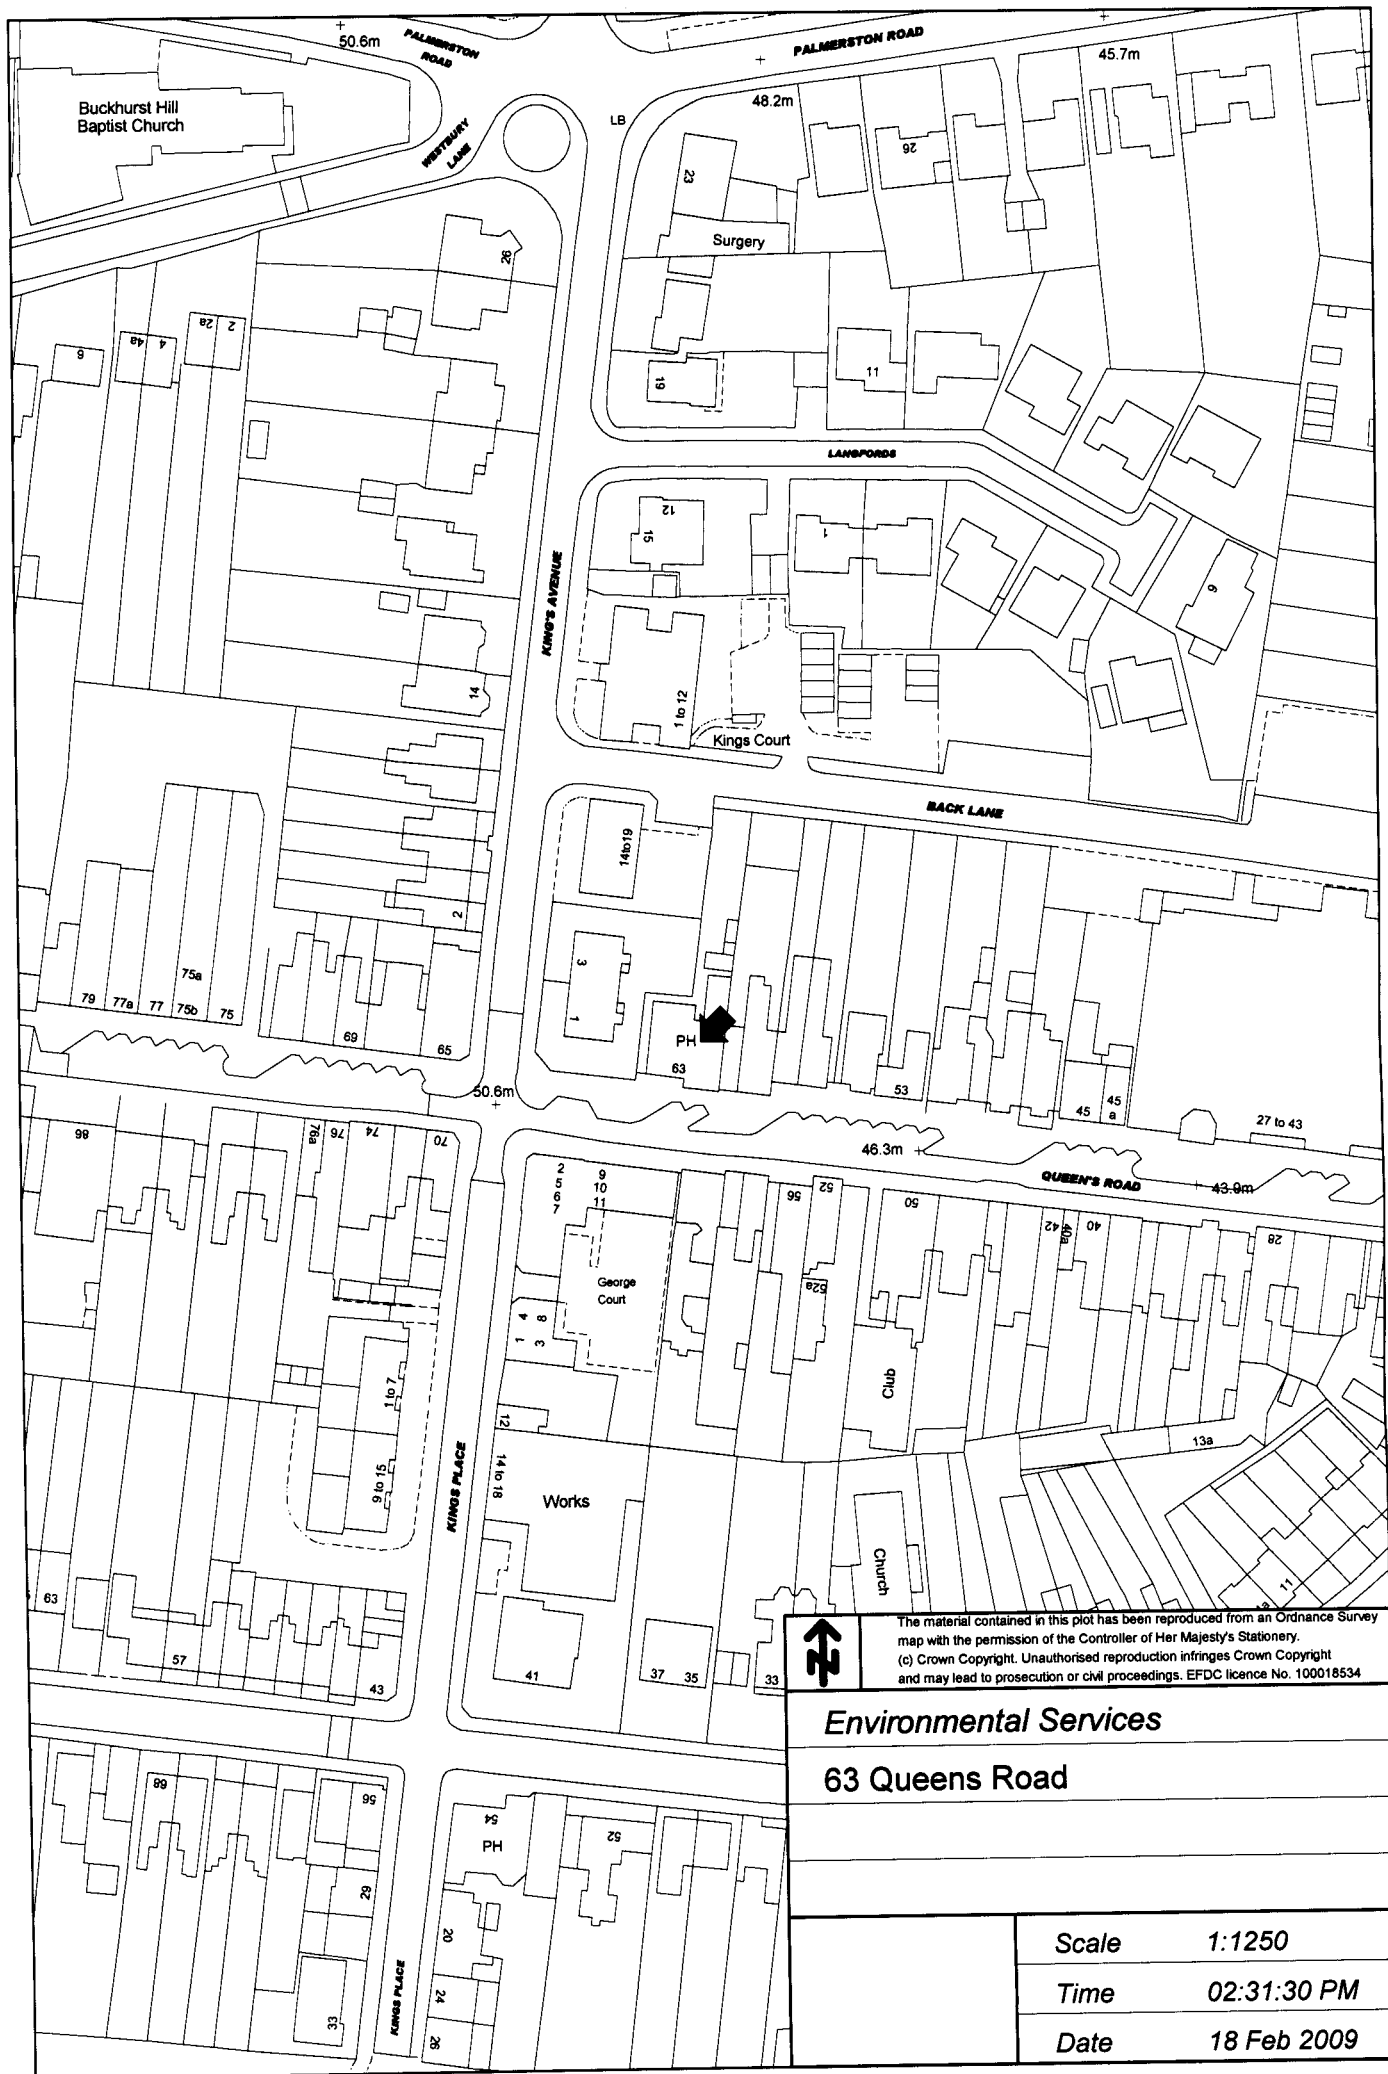 PALMERSTON
ROAD
50.6m
PALMERSTON ROAD
45.7m
48.2m
Buckhurst Hill
Baptist Church
WESTBURY
LANE
LB
23
26
Surgery
26
6
4a
4
2a
2
19
11
LANGFORDS
12
15
1
9
KING'S AVENUE
14
1 to 12
Kings Court
BACK LANE
14to19
2
3
1
75a
79
77a
77
75b
75
69
65
PH
63
53
45
45
a
27 to 43
50.6m
46.3m
QUEEN'S ROAD
43.9m
86
76a
76
74
70
2
5
6
7
9
10
11
56
52
50
42
40a
40
28
George
Court
52a
4
8
1
3
Club
1 to 7
12
13a
9 to 15
KINGS PLACE
14 to 18
Works
Church
11
63
57
43
41
37
35
33
The material contained in this plot has been reproduced from an Ordnance Survey
map with the permission of the Controller of Her Majesty's Stationery.
(c) Crown Copyright. Unauthorised reproduction infringes Crown Copyright
and may lead to prosecution or civil proceedings. EFDC licence No. 100018534
Environmental Services
63 Queens Road
68
56
54
PH
52
29
20
24
26
33
KINGS PLACE
Scale 1:1250
Time 02:31:30 PM
Date 18 Feb 2009